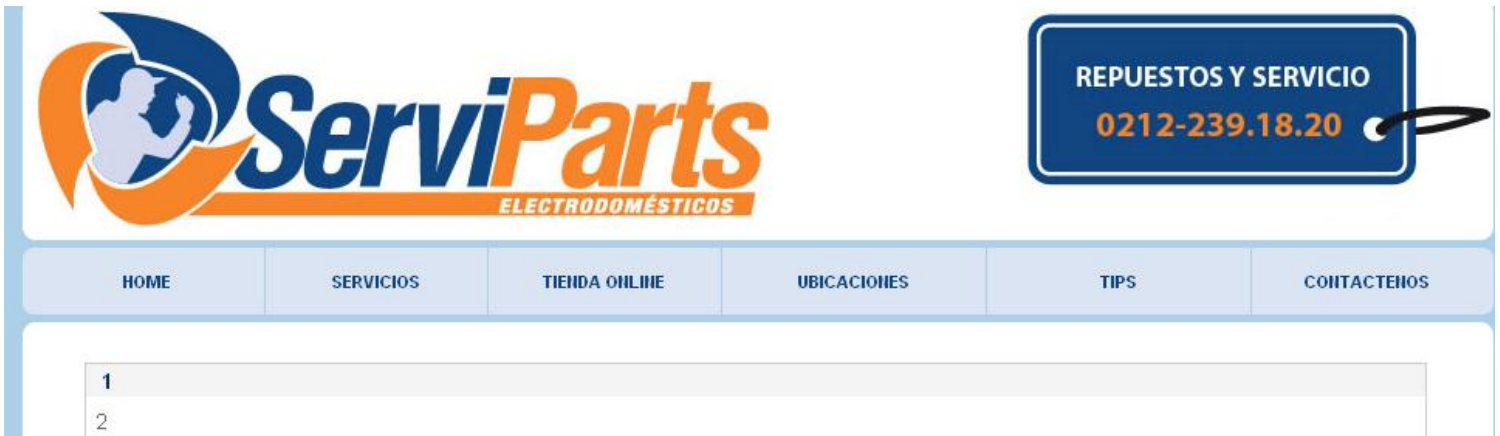 ServiParts
ELECTRODOMÉSTICOS
REPUESTOS Y SERVICIO
0212-239.18.20
HOME
SERVICIOS
TIENDA ONLINE
UBICACIONES
TIPS
CONTACTENOS
1
2